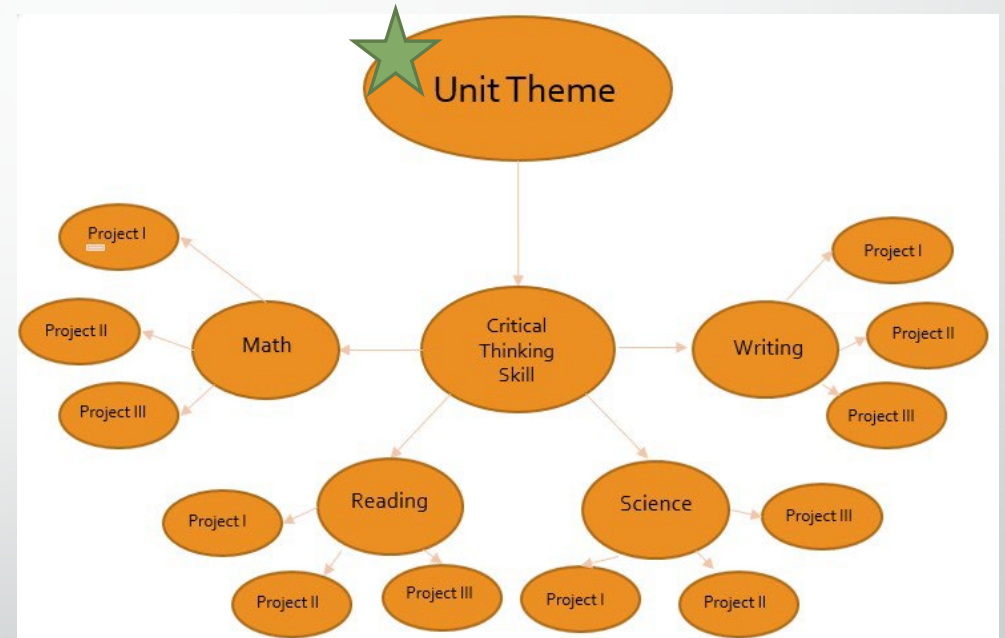 Unit Theme
Project I
Project II
Project III
Math
Critical
Thinking
Skill
Writing
Project I
Project II
Project III
Reading
Project I
Project II
Project III
Science
Project III
Project I
Project II